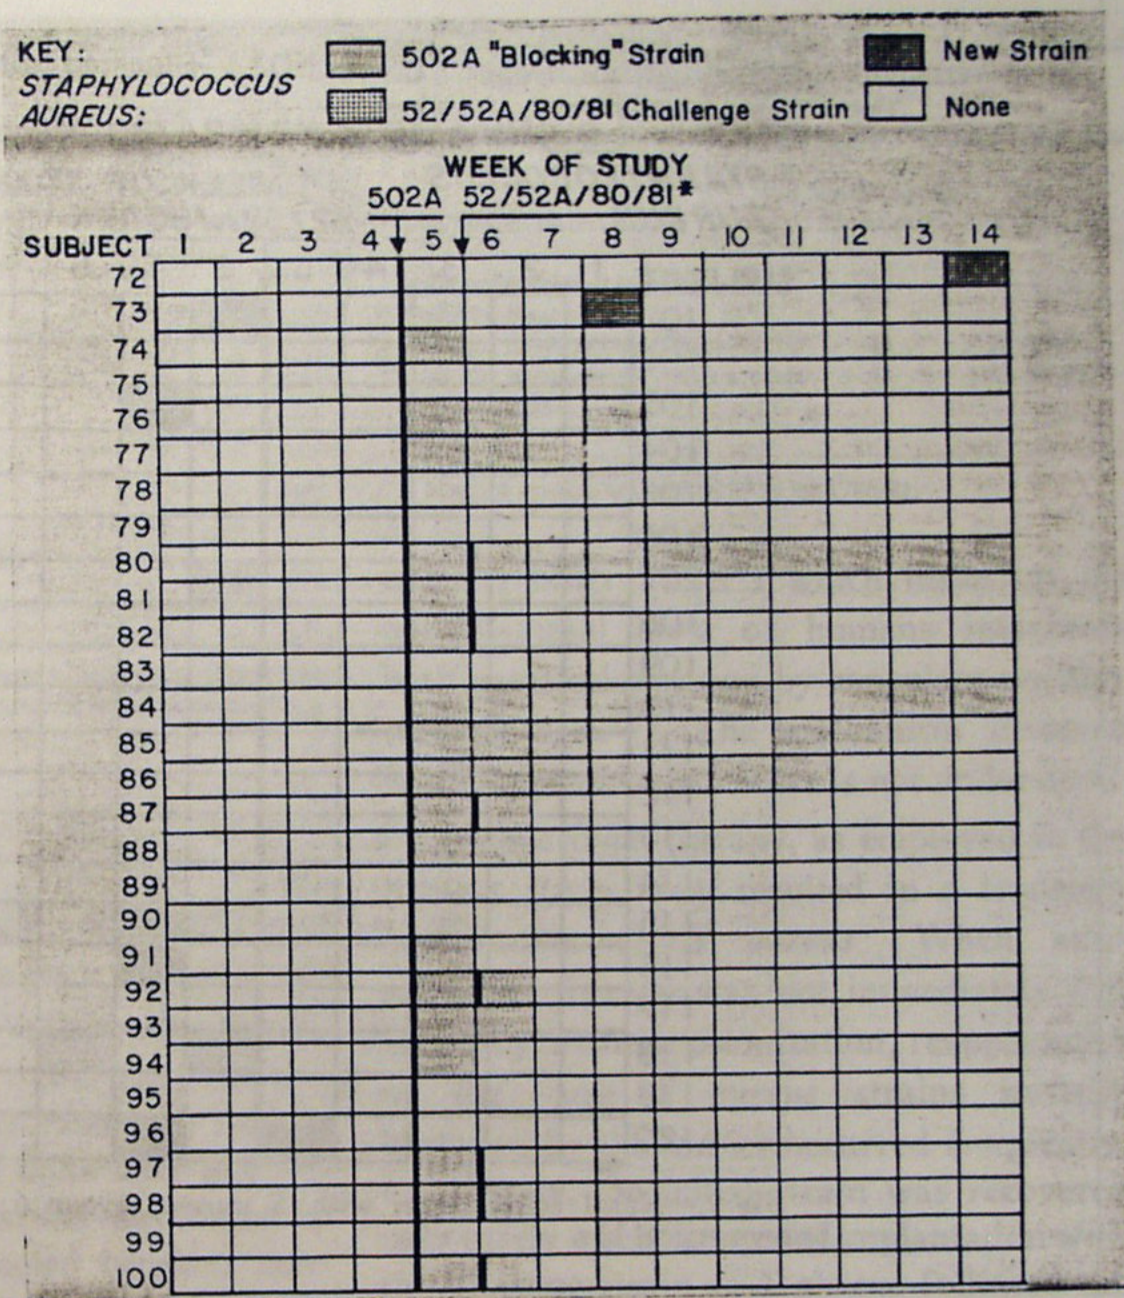 KEY:
STAPHYLOCOCCUS
AUREUS:
502A "Blocking" Strain
52/52A/80/81 Challenge Strain
New Strain
None
WEEK OF STUDY
502A 52/52A/80/81*
SUBJECT 1 2 3 4 5 6 7 8 9 10 11 12 13 14
72
73
74
75
76
77
78
79
80
81
82
83
84
85
86
87
88
89
90
91
92
93
94
95
96
97
98
99
100